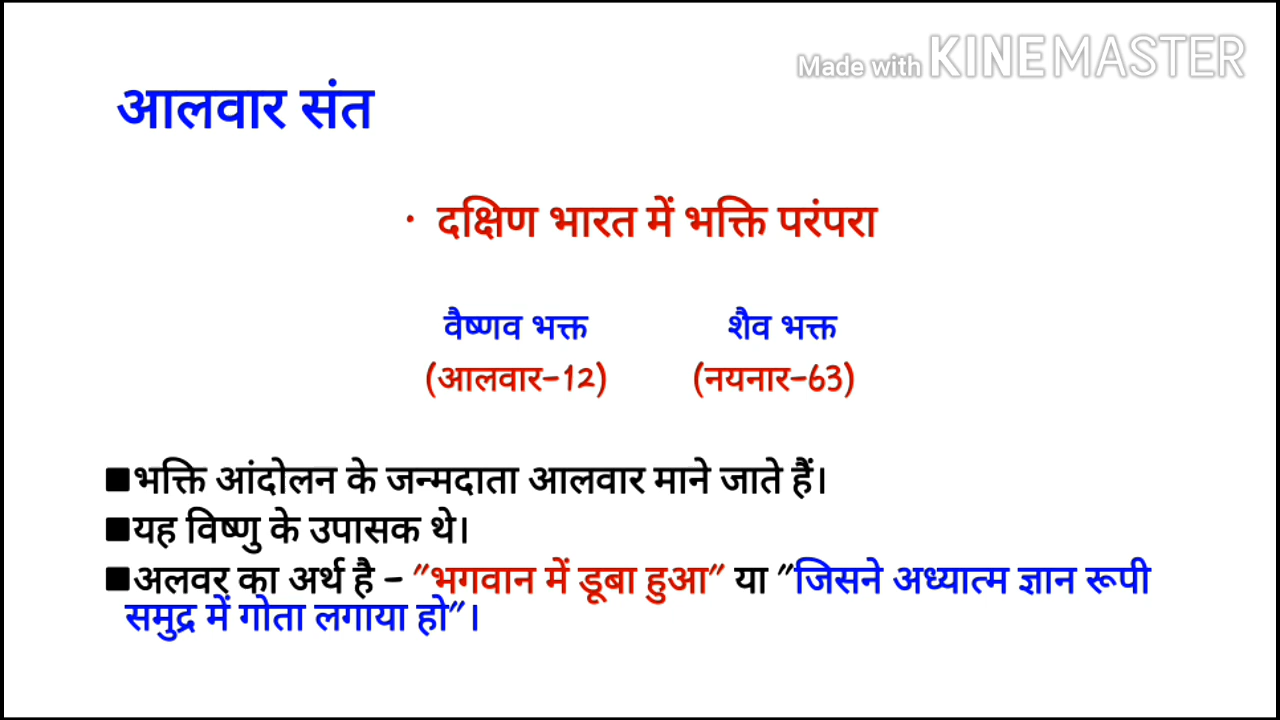 Made with KINEMASTER
आलवार संत
· दक्षिण भारत में भक्ति परंपरा
वैष्णव भक्त शैव भक्त
(आलवार-12) (नयनार-63)
■भक्ति आंदोलन के जन्मदाता आलवार माने जाते हैं।
■यह विष्णु के उपासक थे।
■अलवर का अर्थ है - "भगवान में डूबा हुआ" या "जिसने अध्यात्म ज्ञान रूपी
समुद्र में गोता लगाया हो"।